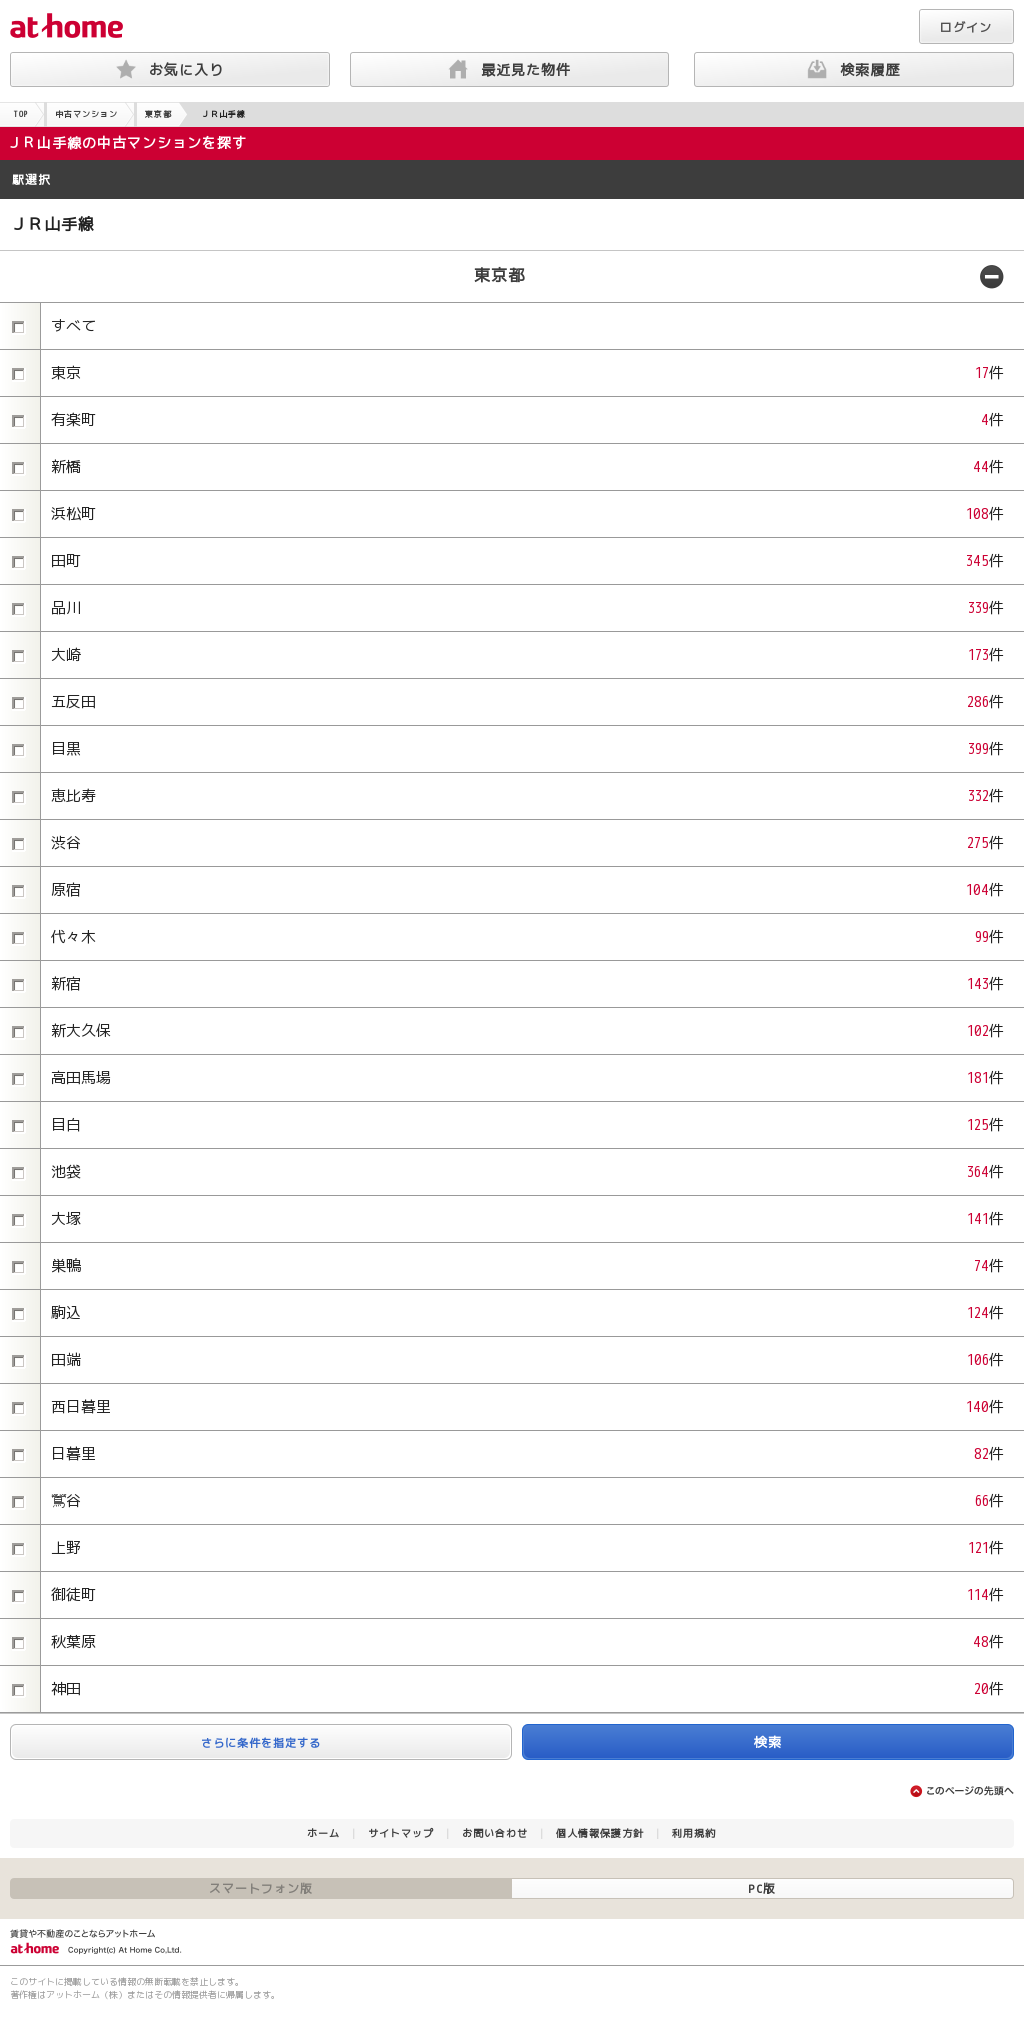 at home
ログイン
お気に入り
最近見た物件
検索履歴
TOP 中古マンション 東京都 ＪＲ山手線
ＪＲ山手線の中古マンションを探す
駅選択
ＪＲ山手線
東京都
すべて
東京 17件
有楽町 4件
新橋 44件
浜松町 108件
田町 345件
品川 339件
大崎 173件
五反田 286件
目黒 399件
恵比寿 332件
渋谷 275件
原宿 104件
代々木 99件
新宿 143件
新大久保 102件
高田馬場 181件
目白 125件
池袋 364件
大塚 141件
巣鴨 74件
駒込 124件
田端 106件
西日暮里 140件
日暮里 82件
鴬谷 66件
上野 121件
御徒町 114件
秋葉原 48件
神田 20件
さらに条件を指定する 検索
このページの先頭へ
ホーム | サイトマップ | お問い合わせ | 個人情報保護方針 | 利用規約
スマートフォン版 PC版
賃貸や不動産のことならアットホーム
at home Copyright(c) At Home Co.,Ltd.
このサイトに掲載している情報の無断転載を禁止します。
著作権はアットホーム（株）またはその情報提供者に帰属します。